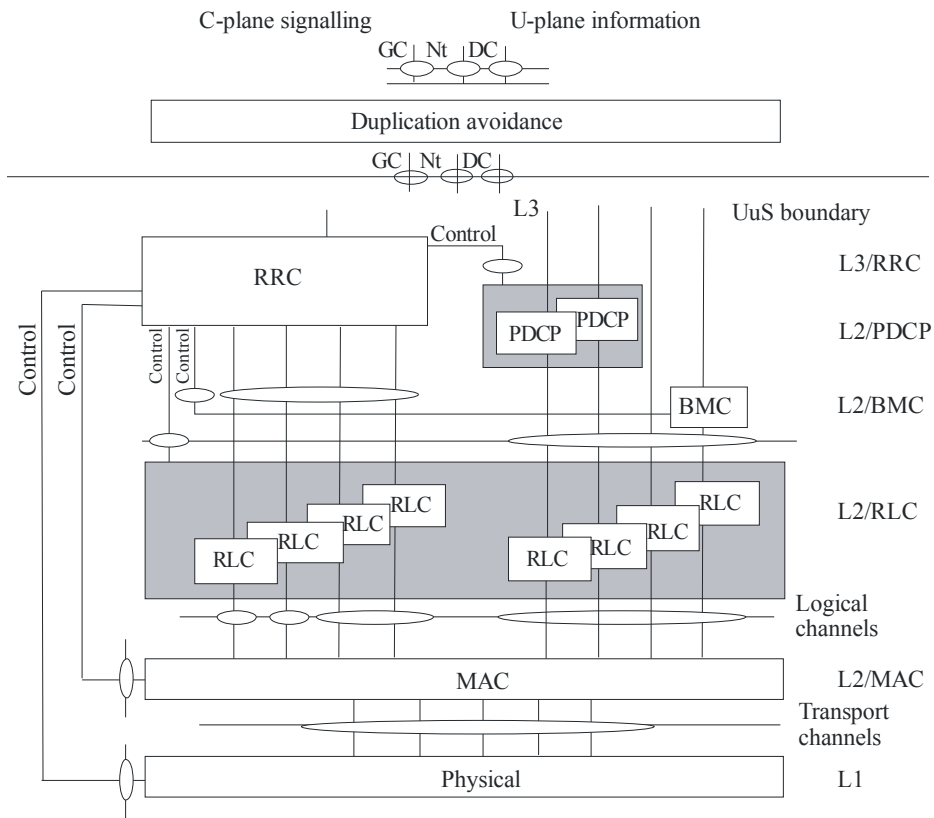 C-plane signalling
U-plane information
GC Nt DC
Duplication avoidance
GC Nt DC
L3
UuS boundary
Control
RRC
L3/RRC
PDCP
PDCP
L2/PDCP
Control
Control
Control
Control
BMC
L2/BMC
RLC
RLC
RLC
RLC
RLC
RLC
RLC
RLC
L2/RLC
Logical
channels
MAC
L2/MAC
Transport
channels
Physical
L1